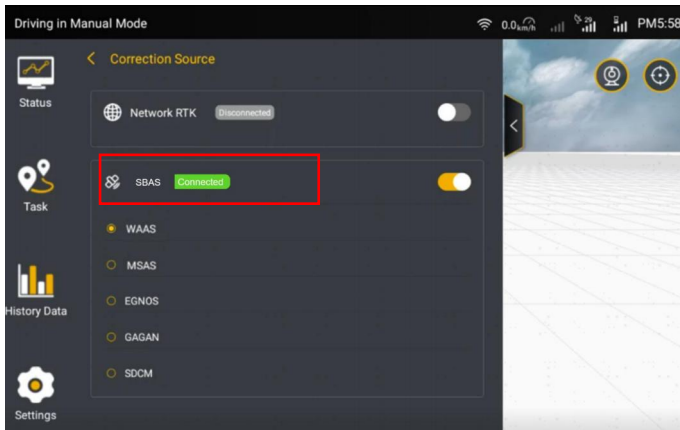 Driving in Manual Mode
0.0km/h
29
PM5:58
Status
Task
History Data
Settings
Correction Source
Network RTK Disconnected
SBAS Connected
WAAS
MSAS
EGNOS
GAGAN
SDCM